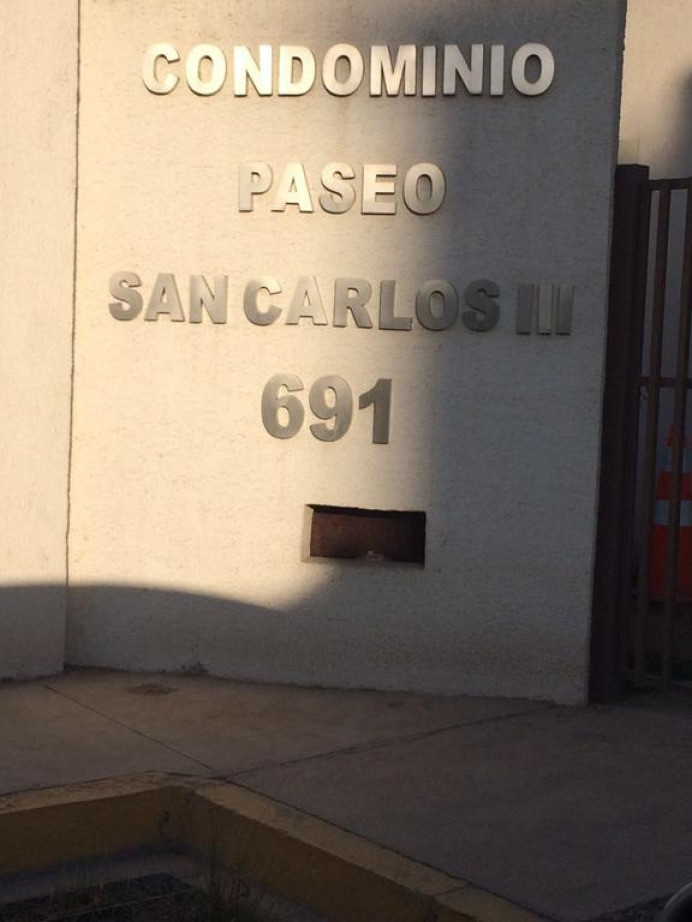 CONDOMINIO
PASEO
SAN CARLOS III
691